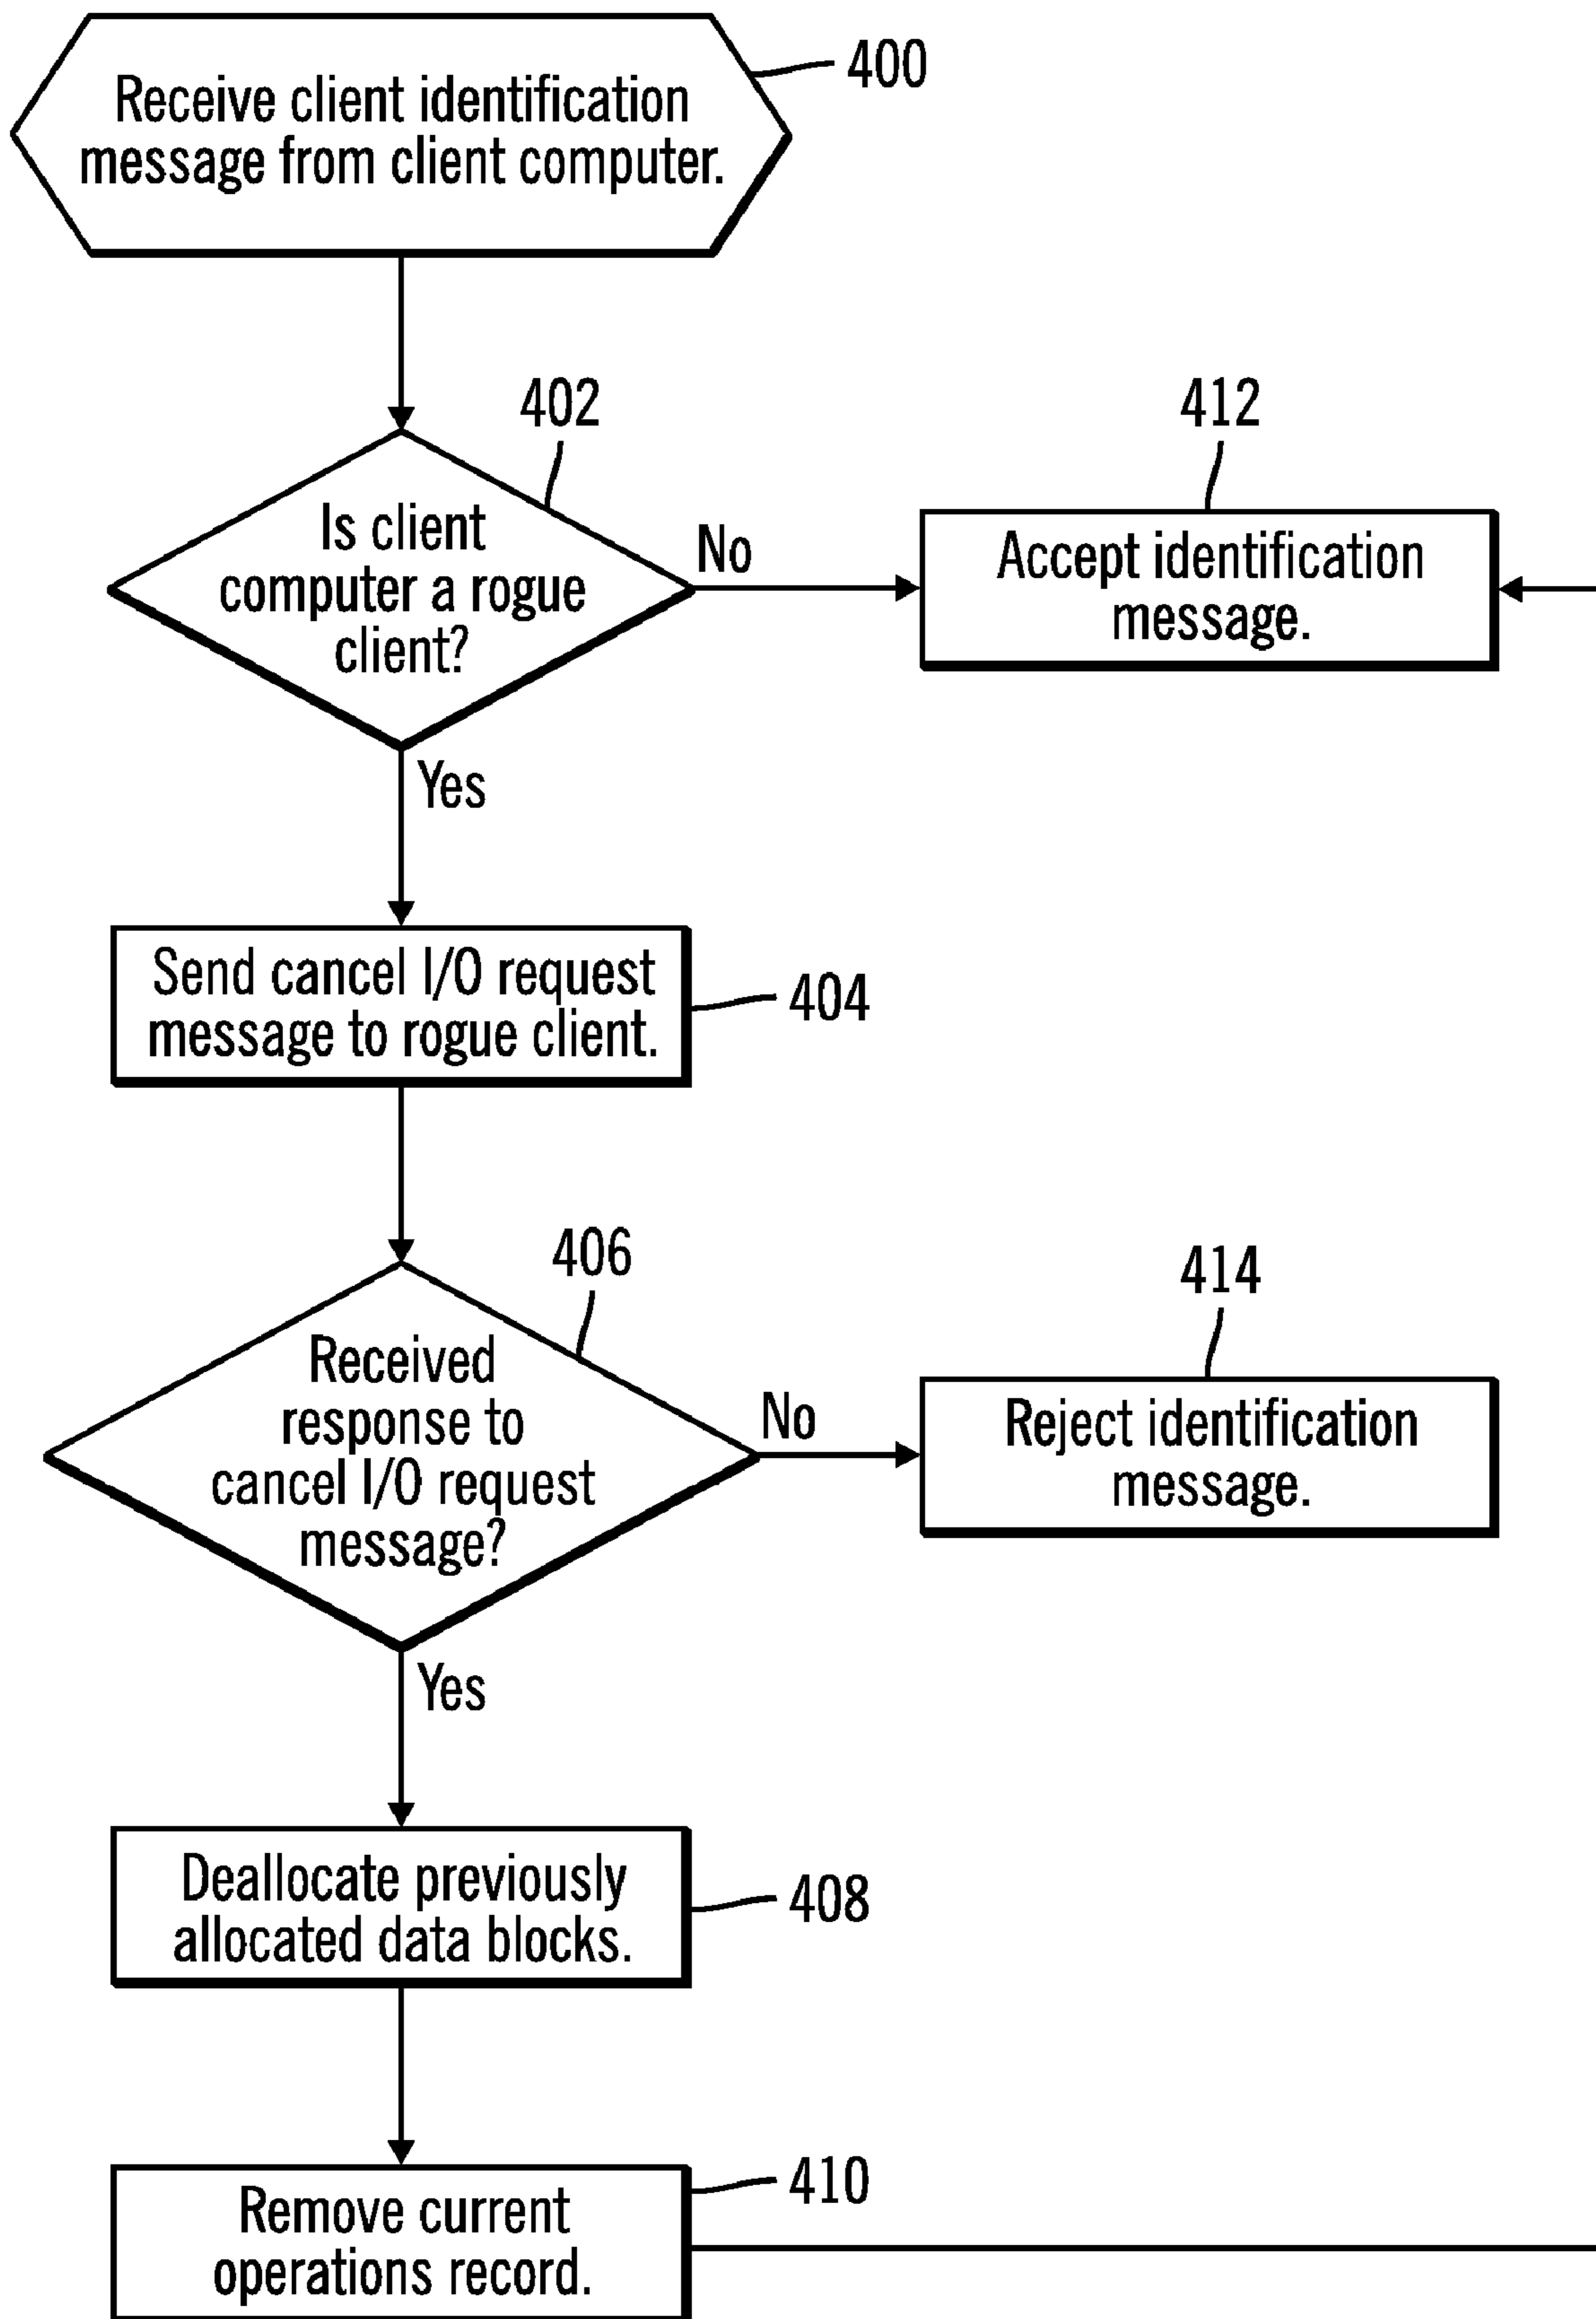 Receive client identification
message from client computer.
400
402
Is client
computer a rogue
client?
No
412
Accept identification
message.
Yes
Send cancel I/O request
message to rogue client.
404
406
Received
response to
cancel I/O request
message?
No
414
Reject identification
message.
Yes
Deallocate previously
allocated data blocks.
408
Remove current
operations record.
410